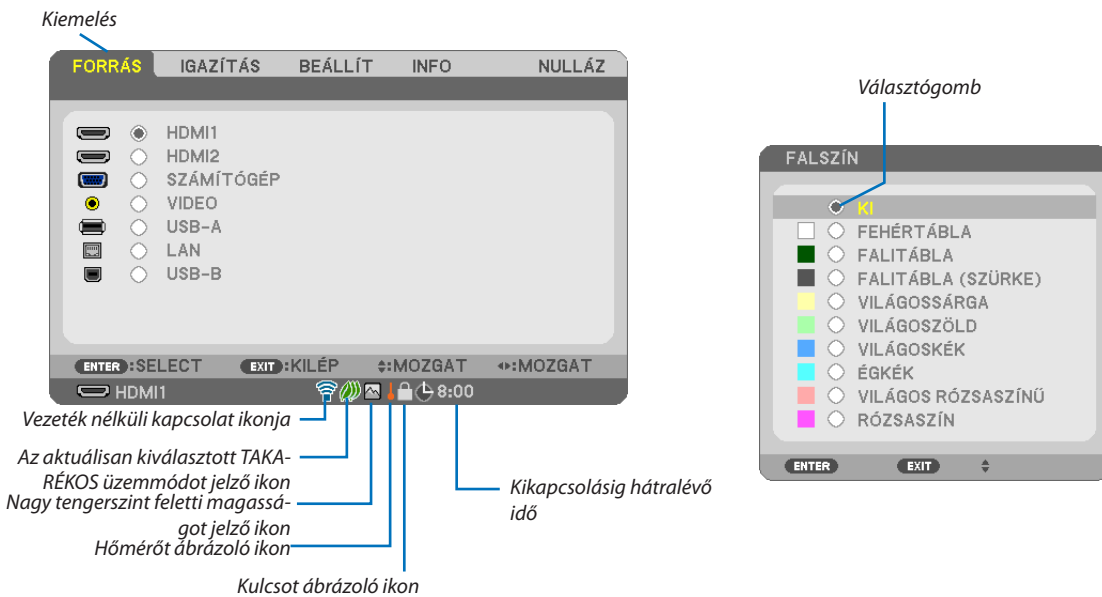 Kiemelés
FORRÁS IGAZÍTÁS BEÁLLÍT INFO NULLÁZ
HDMI1
HDMI2
SZÁMÍTÓGÉP
VIDEO
USB-A
LAN
USB-B
ENTER:SELECT EXIT:KILÉP :MOZGAT :MOZGAT
HDMI1 8:00
Vezeték nélküli kapcsolat ikonja
Az aktuálisan kiválasztott TAKA-
RÉKOS üzemmódot jelző ikon
Nagy tengerszint feletti magassá-
got jelző ikon
Hőmérőt ábrázoló ikon
Kulcsot ábrázoló ikon
Kikapcsolásig hátralévő
idő
Választógomb
FALSZÍN
KI
FEHÉRTÁBLA
FALITÁBLA
FALITÁBLA (SZÜRKE)
VILÁGOSSÁRGA
VILÁGOSZÖLD
VILÁGOSKÉK
ÉGKÉK
VILÁGOS RÓZSASZÍNŰ
RÓZSASZÍN
ENTER EXIT